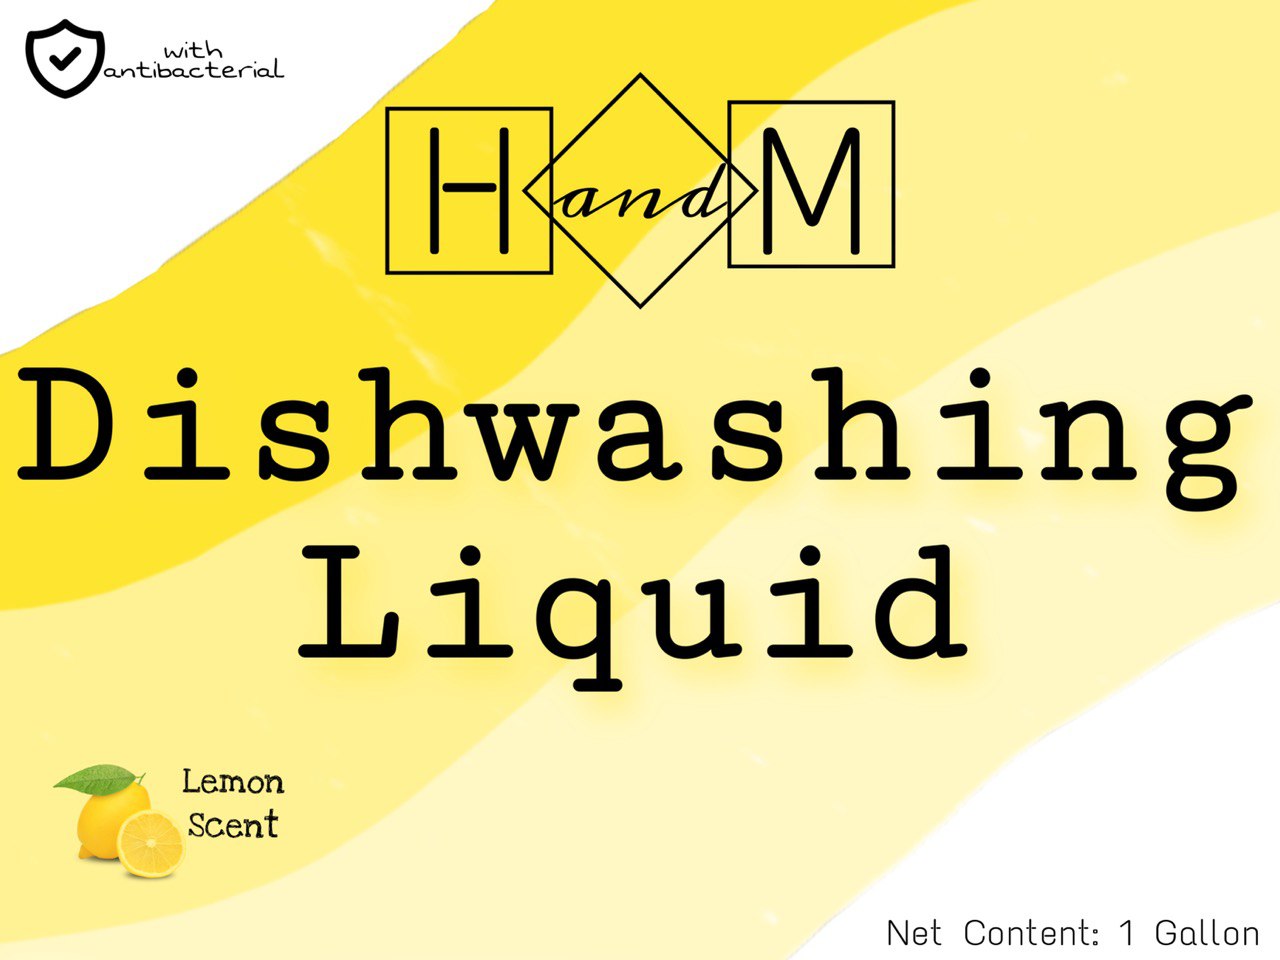 with
antibacterial
H and M
Dishwashing
Liquid
Lemon
Scent
Net Content: 1 Gallon